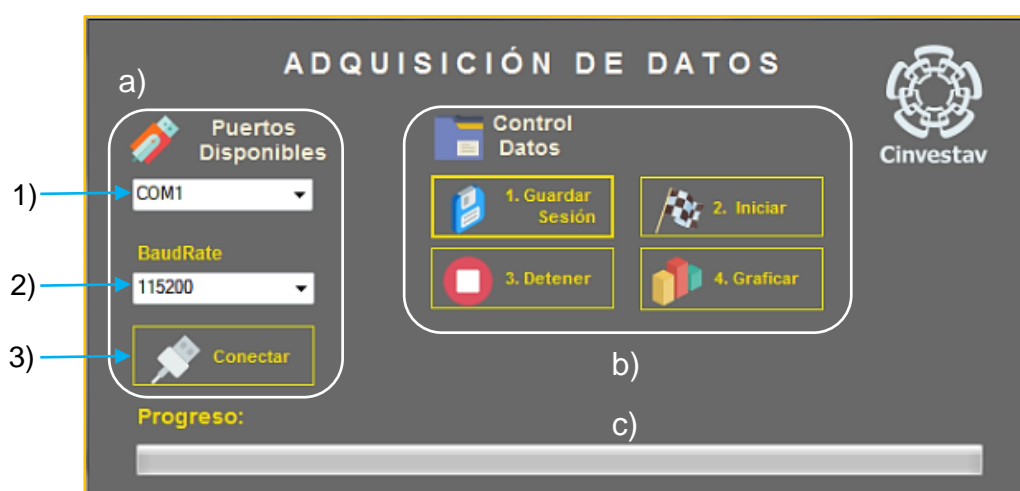 ADQUISICIÓN DE DATOS
a)
Puertos
Disponibles
1)
COM1
BaudRate
2)
115200
3)
Conectar
Control
Datos
1. Guardar
Sesión
2. Iniciar
3. Detener
4. Graficar
b)
Cinvestav
Progreso:
c)